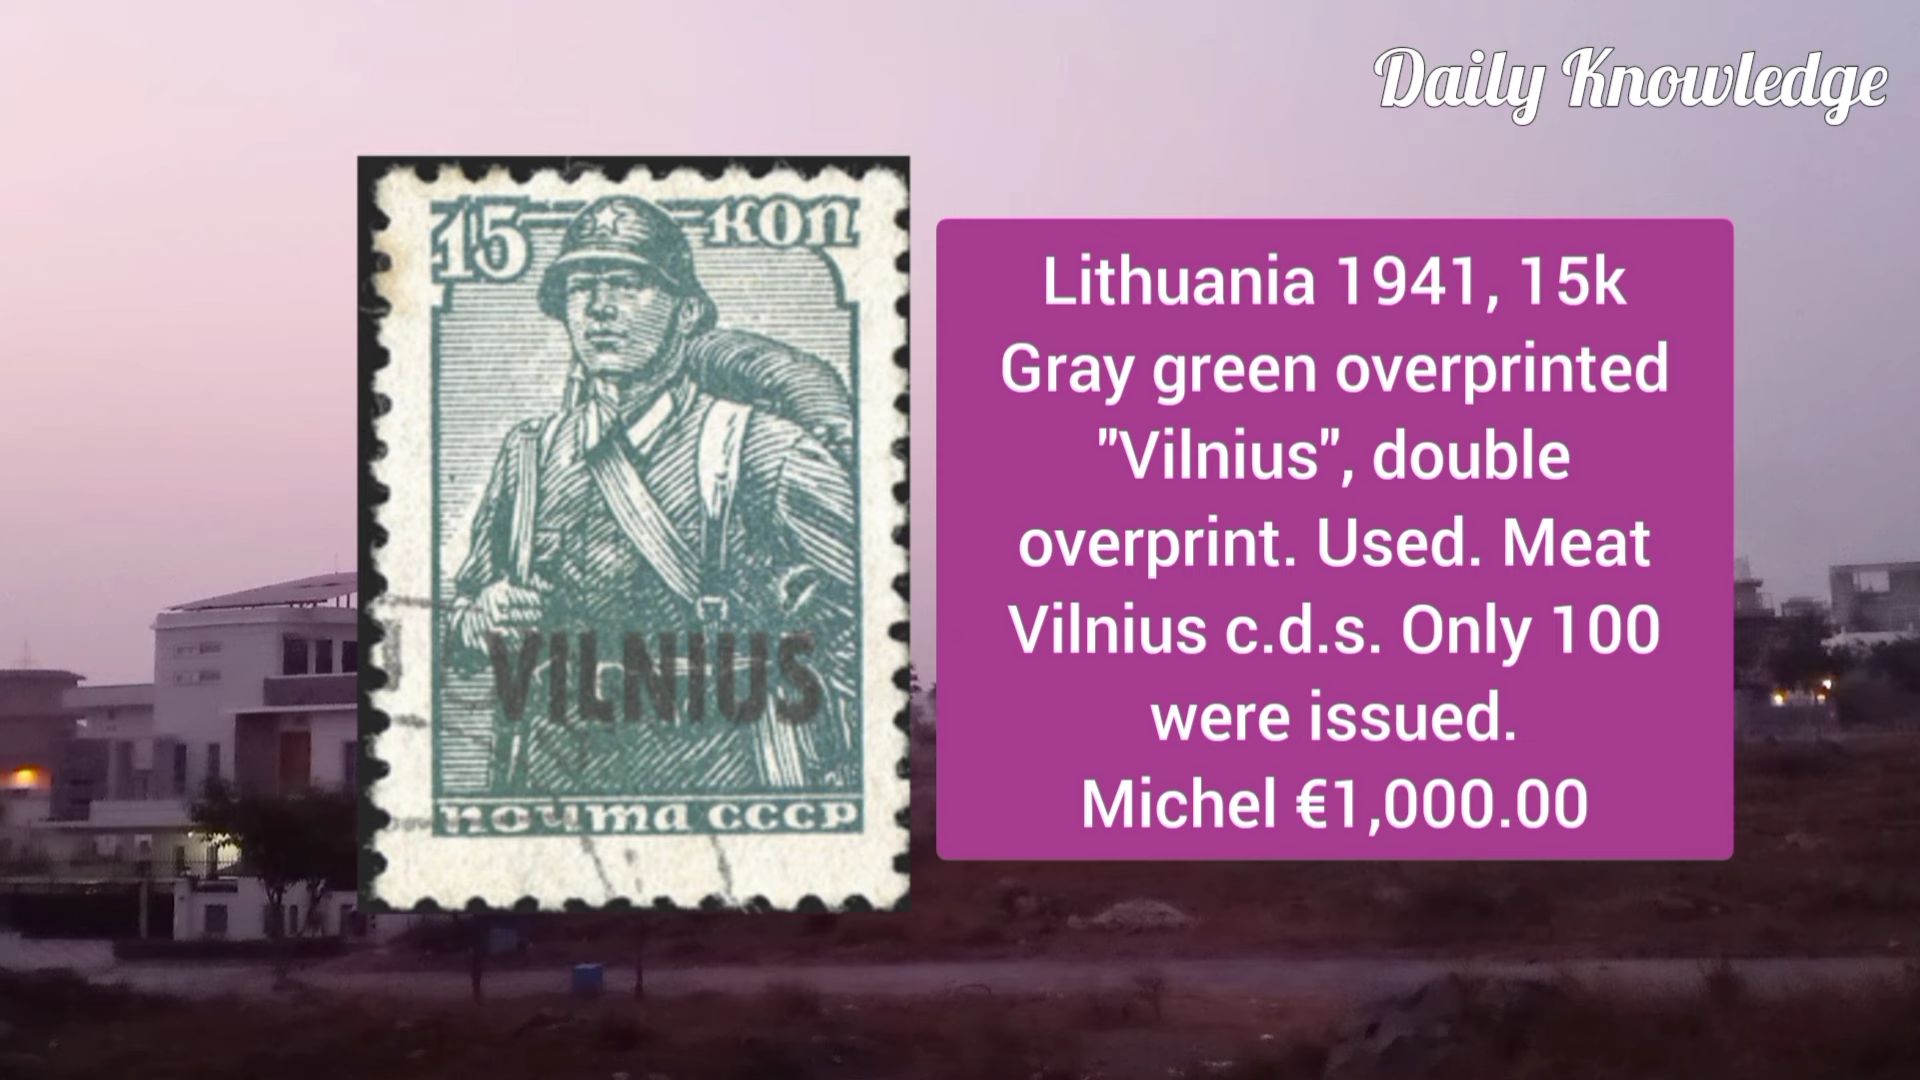 Daily Knowledge
15 коп
VILNIUS
почта ссср
Lithuania 1941, 15k
Gray green overprinted
"Vilnius", double
overprint. Used. Meat
Vilnius c.d.s. Only 100
were issued.
Michel €1,000.00